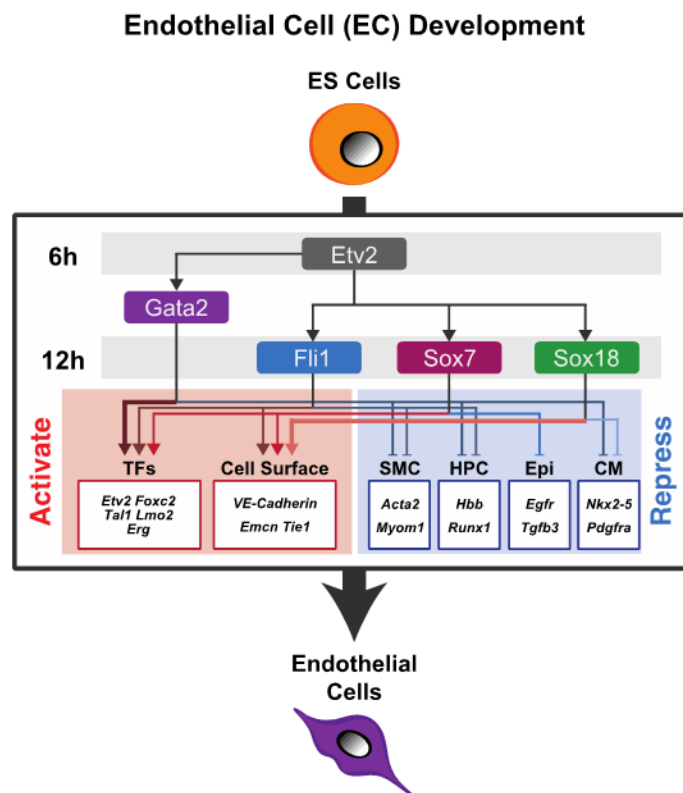 Endothelial Cell (EC) Development
ES Cells
6h
Etv2
Gata2
12h
Fli1
Sox7
Sox18
Activate
Repress
TFs
Cell Surface
SMC
HPC
Epi
CM
Etv2 Foxc2
Tal1 Lmo2
Erg
VE-Cadherin
Emcn Tie1
Acta2
Myom1
Hbb
Runx1
Egfr
Tgfb3
Nkx2-5
Pdgfra
Endothelial
Cells